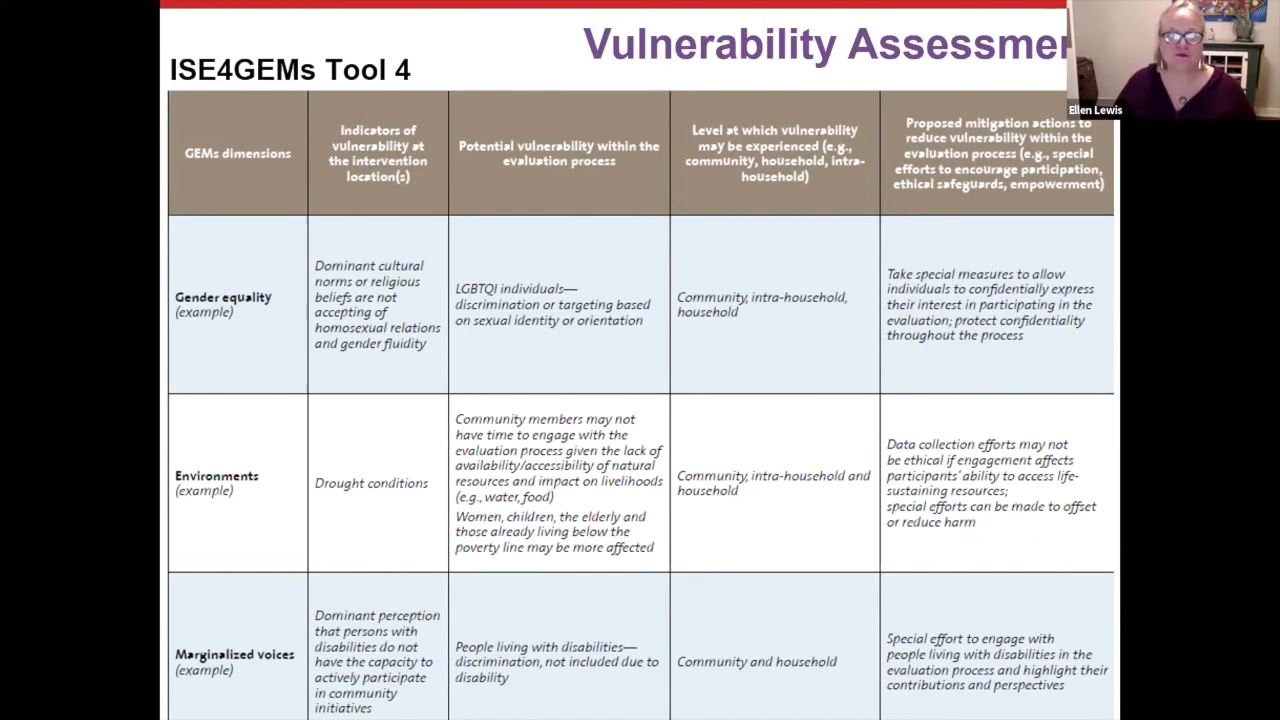 Vulnerability Assessmen
ISE4GEMs Tool 4
Ellen Lewis
GEMs dimensions
Indicators of
vulnerability at
the intervention
location(s)
Potential vulnerability within the
evaluation process
Level at which vulnerability
may be experienced (e.g.,
community, household, intra-
household)
Proposed mitigation actions to
reduce vulnerability within the
evaluation process (e.g., special
efforts to encourage participation,
ethical safeguards, empowerment)
Gender equality
(example)
Dominant cultural
norms or religious
beliefs are not
accepting of
homosexual relations
and gender fluidity
LGBTQI individuals—
discrimination or targeting based
on sexual identity or orientation
Community, intra-household,
household
Take special measures to allow
individuals to confidentially express
their interest in participating in the
evaluation; protect confidentiality
throughout the process
Environments
(example)
Drought conditions
Community members may not
have time to engage with the
evaluation process given the lack of
availability/accessibility of natural
resources and impact on livelihoods
(e.g., water, food)
Women, children, the elderly and
those already living below the
poverty line may be more affected
Community, intra-household and
household
Data collection efforts may not
be ethical if engagement affects
participants' ability to access life-
sustaining resources;
special efforts can be made to offset
or reduce harm
Marginalized voices
(example)
Dominant perception
that persons with
disabilities do not
have the capacity to
actively participate
in community
initiatives
People living with disabilities—
discrimination, not included due to
disability
Community and household
Special effort to engage with
people living with disabilities in the
evaluation process and highlight their
contributions and perspectives